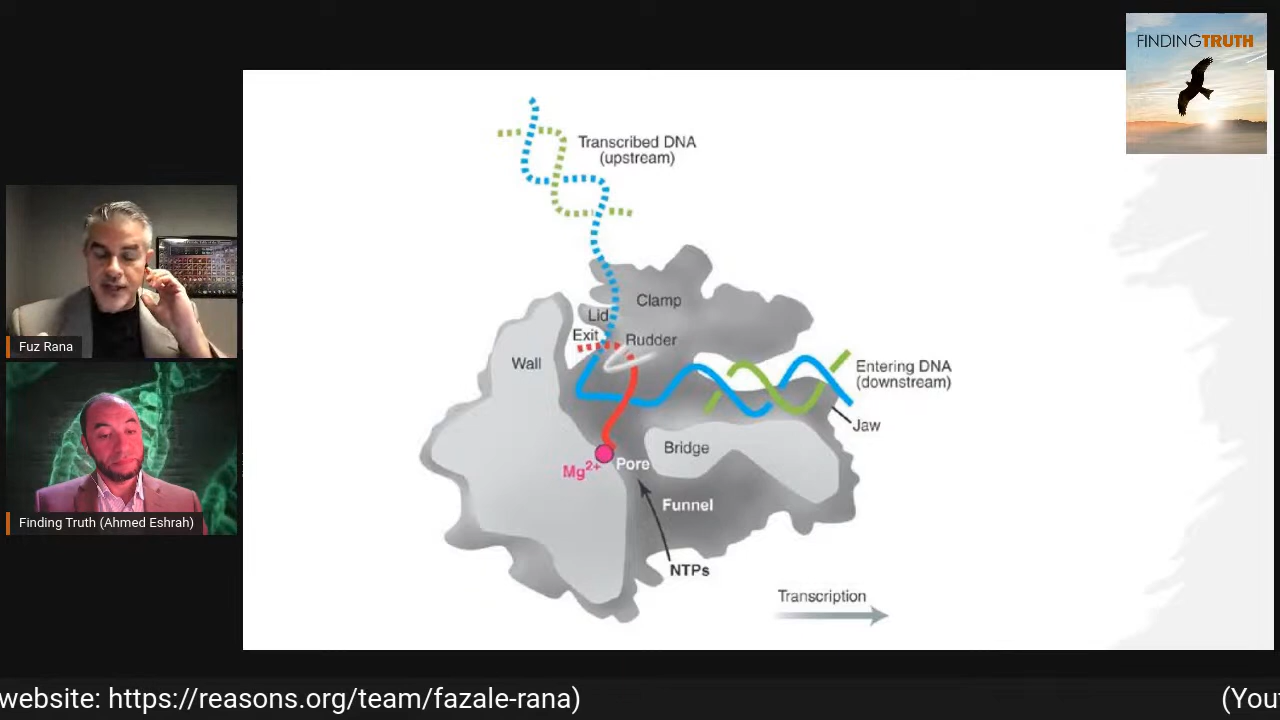 FINDINGTRUTH
Transcribed DNA
(upstream)
Clamp
Lid
Exit
Rudder
Wall
Entering DNA
(downstream)
Jaw
Bridge
Mg2+
Pore
Funnel
NTPs
Transcription
Fuz Rana
Finding Truth (Ahmed Eshrah)
website: https://reasons.org/team/fazale-rana)
(You